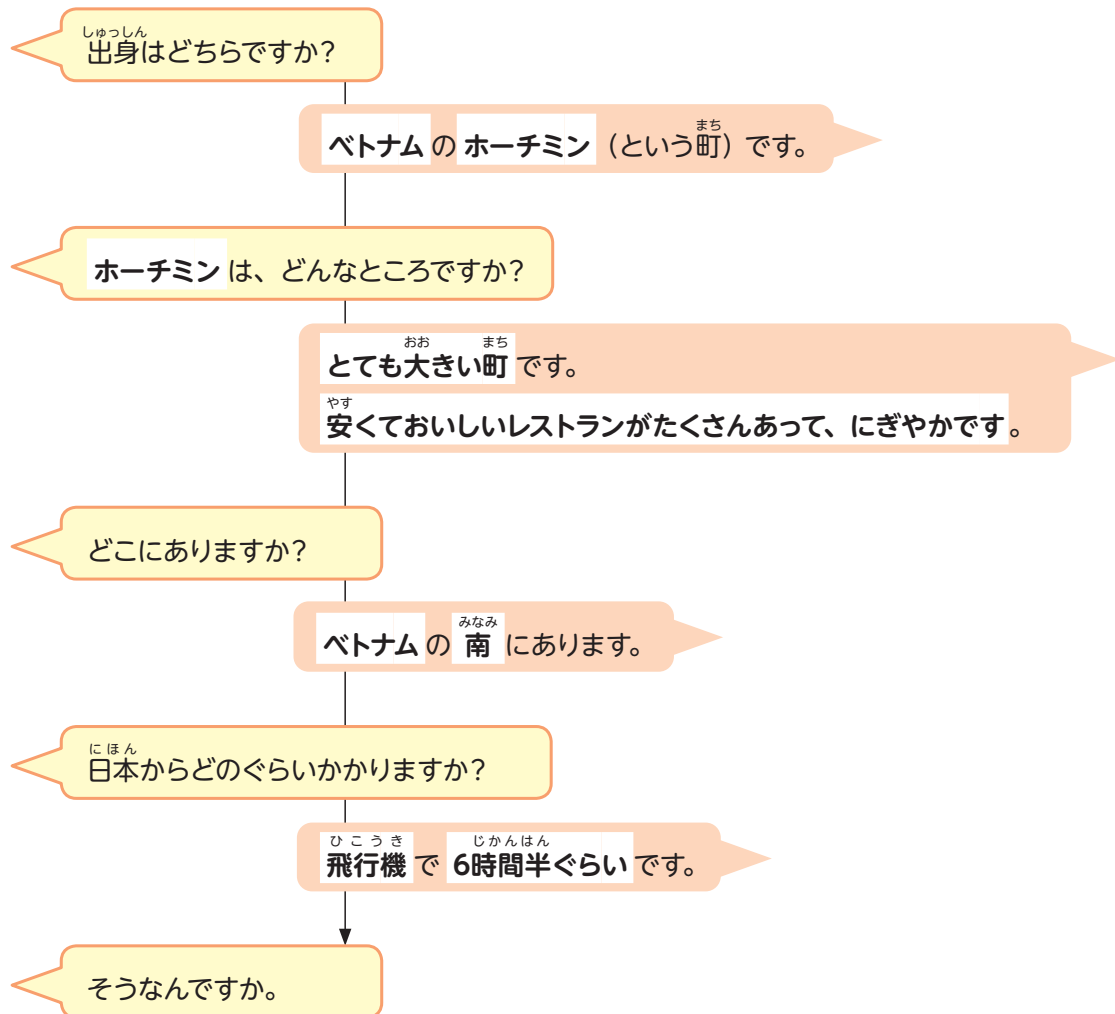 しゅっしん
出身はどちらですか？
まち
ベトナム の ホーチミン （という町）です。
ホーチミン は、どんなところですか？
おお まち
とても大きい町 です。
やす
安くておいしいレストランがたくさんあって、にぎやかです 。
どこにありますか？
みなみ
ベトナム の 南 にあります。
にほん
日本からどのぐらいかかりますか？
ひこうき じかんはん
飛行機 で 6時間半ぐらい です。
そうなんですか。